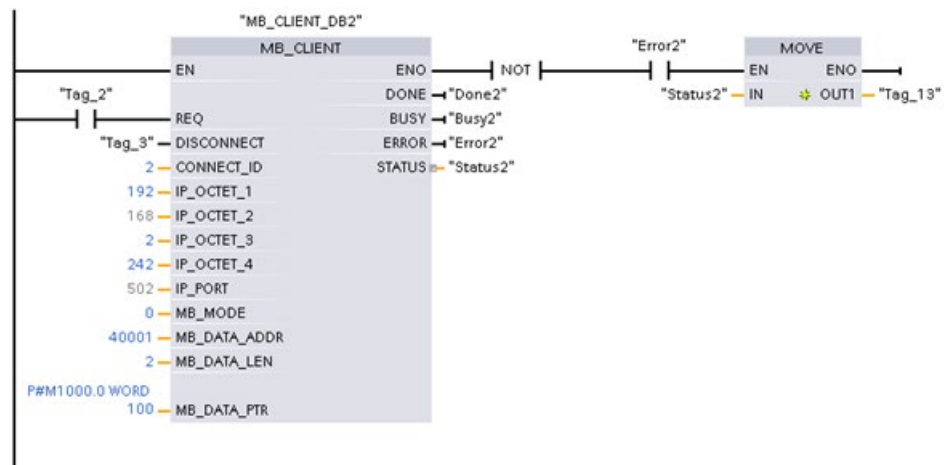 "MB_CLIENT_DB2"
MB_CLIENT
"Error2"
MOVE
EN ENO NOT EN ENO
"Tag_2" DONE "Done2" "Status2" IN OUT1 "Tag_13"
REQ BUSY "Busy2"
"Tag_3" DISCONNECT ERROR "Error2"
2 CONNECT_ID STATUS "Status2"
192 IP_OCTET_1
168 IP_OCTET_2
2 IP_OCTET_3
242 IP_OCTET_4
502 IP_PORT
0 MB_MODE
40001 MB_DATA_ADDR
2 MB_DATA_LEN
P#M1000.0 WORD
100 MB_DATA_PTR